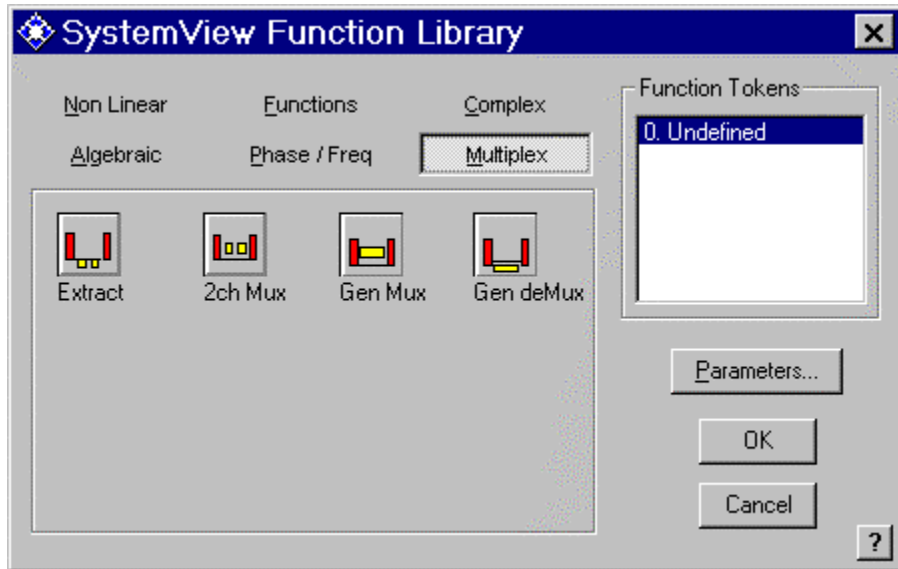 SystemView Function Library
Non Linear Functions Complex
Algebraic Phase / Freq Multiplex
Extract 2ch Mux Gen Mux Gen deMux
Function Tokens
0. Undefined
Parameters...
OK
Cancel
?